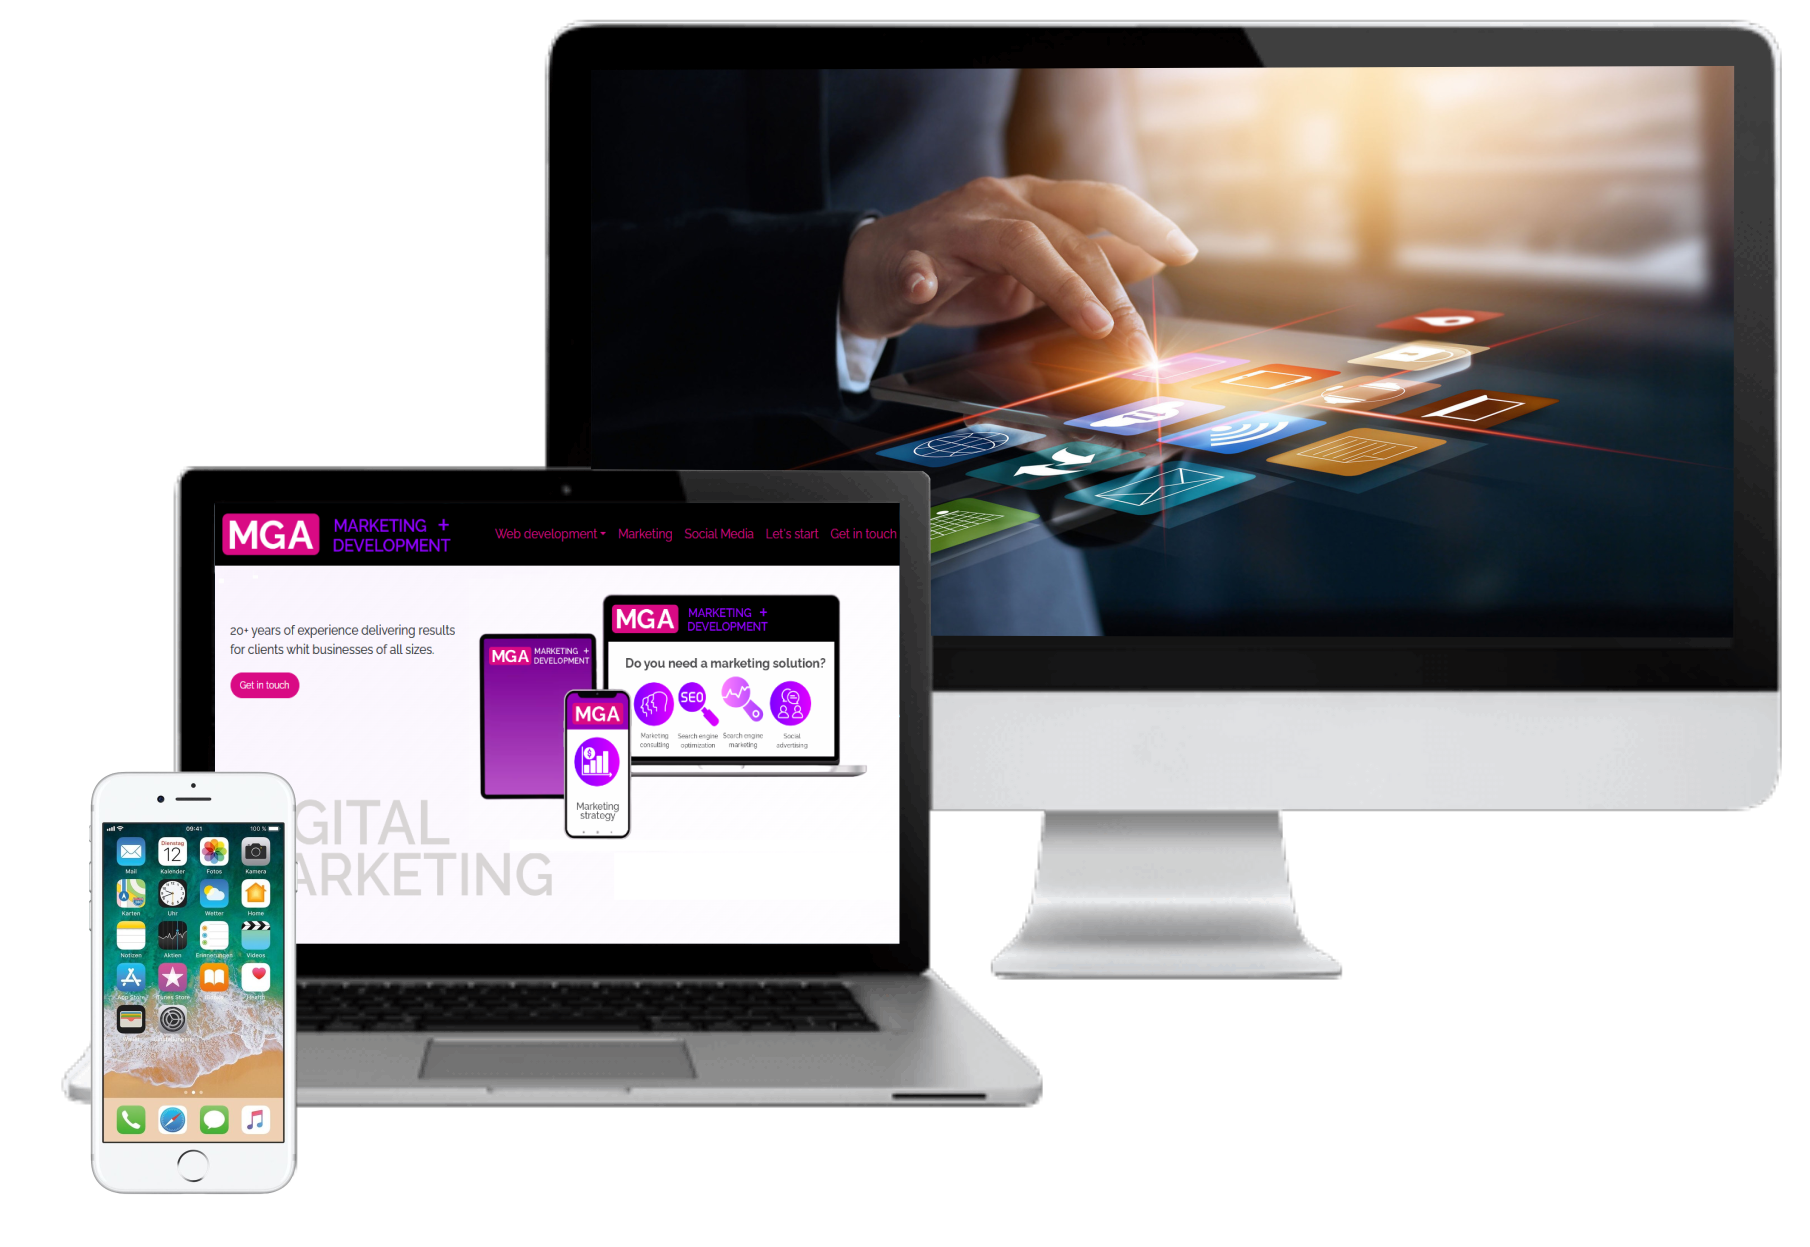 MGA
MARKETING +
DEVELOPMENT
Web development
Marketing
Social Media
Let's start
Get in touch
20+ years of experience delivering results
for clients whit businesses of all sizes.
Get in touch
MGA
MARKETING +
DEVELOPMENT
MGA
MARKETING +
DEVELOPMENT
Do you need a marketing solution?
SEO
Marketing
consulting
Search engine
optimization
Search engine
marketing
Social
advertising
MGA
$
Marketing
strategy
GITAL
ARKETING
09:41
100 %
Dienstag
12
Mail
Kalender
Fotos
Kamera
Karten
Uhr
Wetter
Home
Notizen
Aktien
Erinnerungen
Videos
App Store
iTunes Store
Health